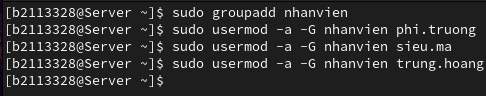 [b2113328@Server ~]$ sudo groupadd nhanvien
[b2113328@Server ~]$ sudo usermod -a -G nhanvien phi.truong
[b2113328@Server ~]$ sudo usermod -a -G nhanvien sieu.ma
[b2113328@Server ~]$ sudo usermod -a -G nhanvien trung.hoang
[b2113328@Server ~]$